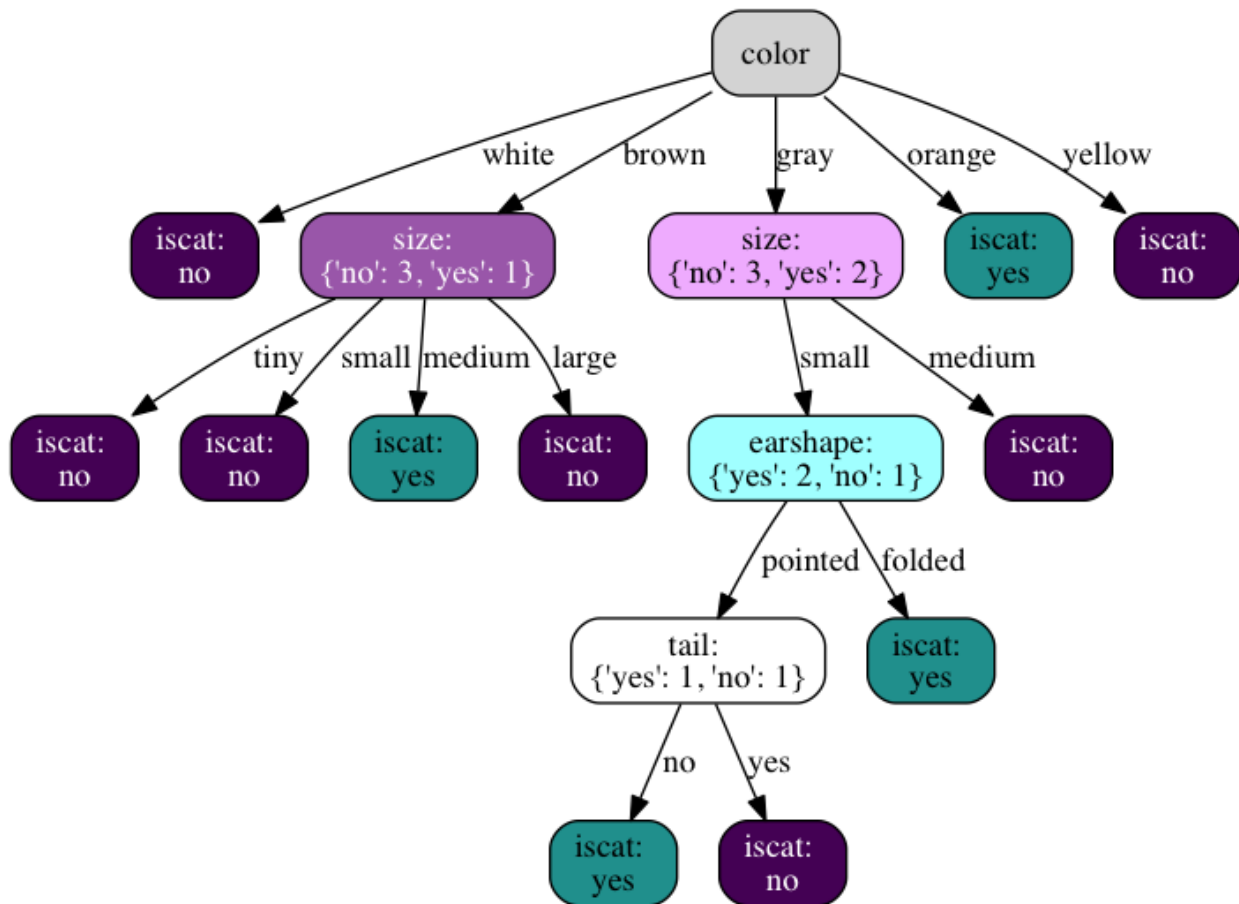 color
white
brown
gray
orange
yellow
iscat:
no
size:
{'no': 3, 'yes': 1}
size:
{'no': 3, 'yes': 2}
iscat:
yes
iscat:
no
tiny
small
medium
large
small
medium
iscat:
no
iscat:
no
iscat:
yes
iscat:
no
earshape:
{'yes': 2, 'no': 1}
iscat:
no
pointed
folded
tail:
{'yes': 1, 'no': 1}
iscat:
yes
no
yes
iscat:
yes
iscat:
no